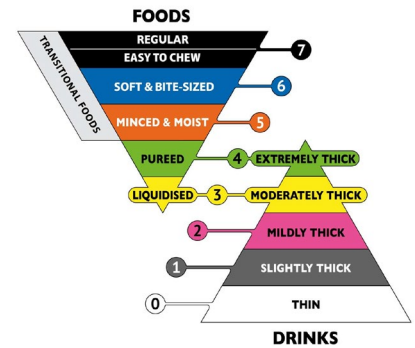 FOODS
REGULAR
EASY TO CHEW
7
TRANSITIONAL FOODS
SOFT & BITE-SIZED
6
MINCED & MOIST
5
PUREED
4
EXTREMELY THICK
LIQUIDISED
3
MODERATELY THICK
2
MILDLY THICK
1
SLIGHTLY THICK
0
THIN
DRINKS